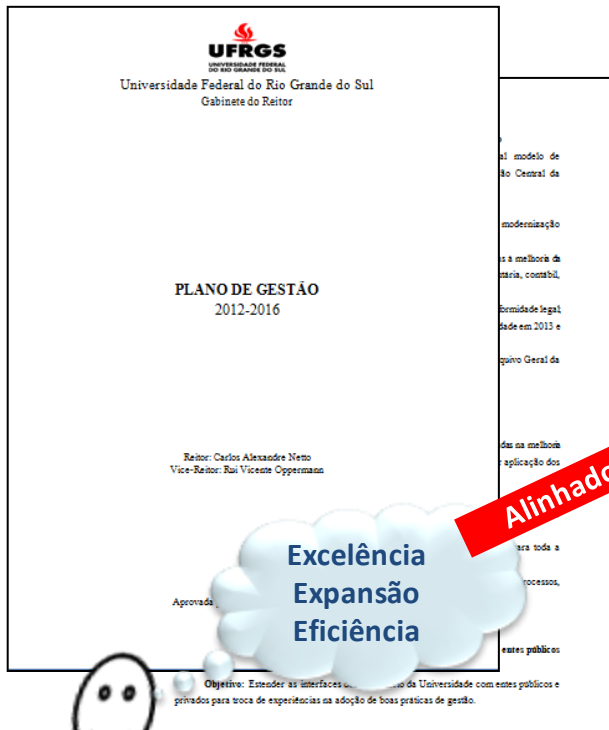 UFRGS
UNIVERSIDADE FEDERAL
DO RIO GRANDE DO SUL
Universidade Federal do Rio Grande do Sul
Gabinete do Reitor
PLANO DE GESTÃO
2012-2016
Reitor: Carlos Alexandre Netto
Vice-Reitor: Rui Vicente Oppermann
Aprovada
modelo de
ão Central da
modernização
s à melhoria da
contábil,
formidade legal,
dade em 2013 e
quivo Geral da
das na melhoria
aplicação dos
Alinhado
ara toda a
rocessos,
Excelência
Expansão
Eficiência
entes públicos
Objetivo: Estender as interfaces da Universidade com entes públicos e
privados para troca de experiências na adoção de boas práticas de gestão.